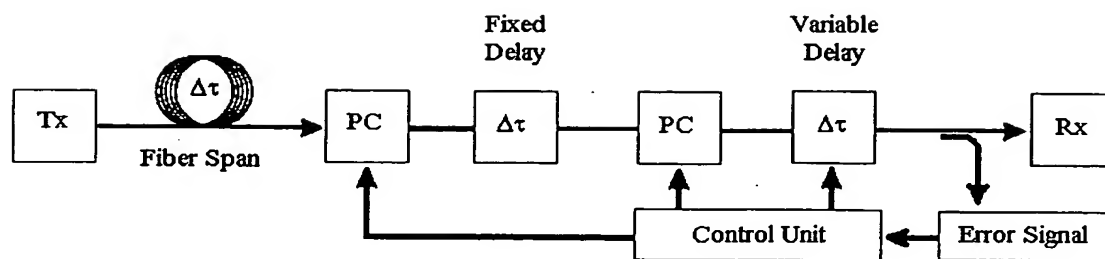 Fixed
Delay
Variable
Delay
Δτ
Tx
PC
Δτ
PC
Δτ
Rx
Fiber Span
Control Unit
Error Signal